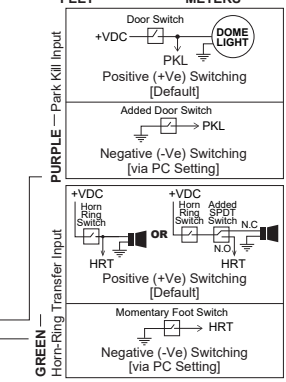 FEET METERS
PURPLE — Park Kill Input
Door Switch
+VDC
DOME
LIGHT
PKL
Positive (+Ve) Switching
[Default]
Added Door Switch
PKL
Negative (-Ve) Switching
[via PC Setting]
GREEN —
Horn-Ring Transfer Input
+VDC
Horn
Ring
Switch
HRT
OR
+VDC
Horn
Ring
Switch
Added
SPDT
Switch
N.C
N.O.
HRT
Positive (+Ve) Switching
[Default]
Momentary Foot Switch
HRT
Negative (-Ve) Switching
[via PC Setting]